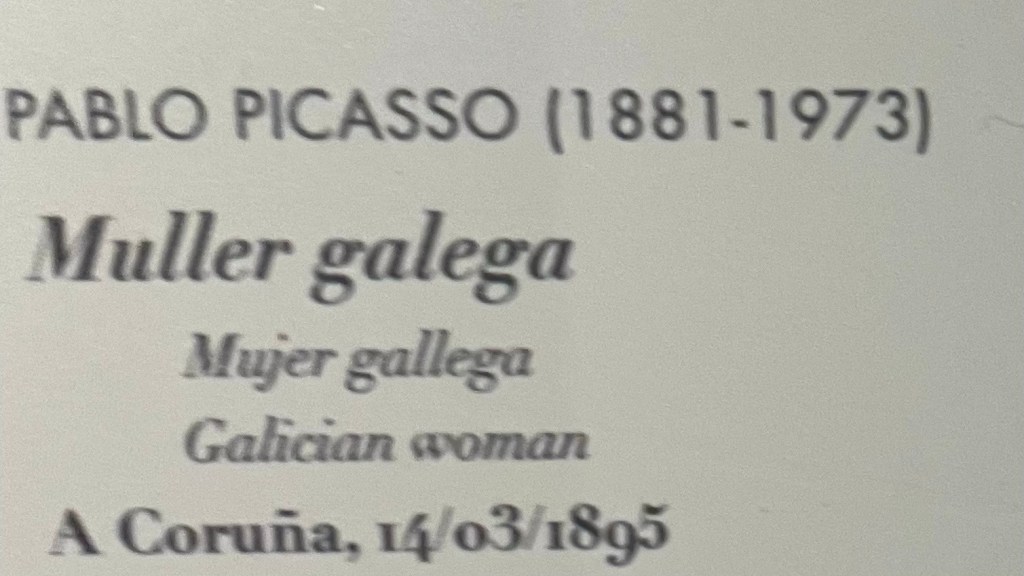 PABLO PICASSO (1881-1973)
Muller galega
Mujer gallega
Galician woman
A Coruña, 14/03/1895